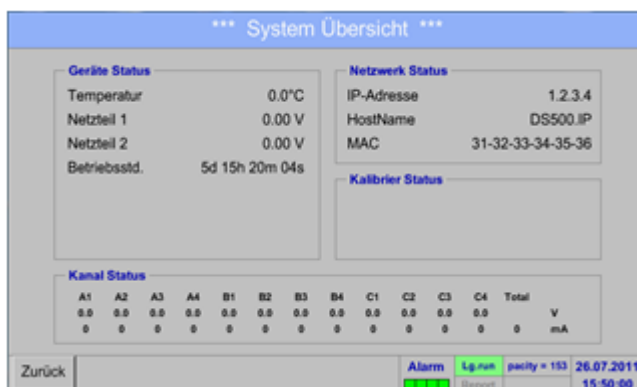 *** System Übersicht ***
Geräte Status
Temperatur 0.0°C
Netzteil 1 0.00 V
Netzteil 2 0.00 V
Betriebsstd. 5d 15h 20m 04s
Netzwerk Status
IP-Adresse 1.2.3.4
HostName DS500.IP
MAC 31-32-33-34-35-36
Kalibrier Status
Kanal Status
A1 A2 A3 A4 B1 B2 B3 B4 C1 C2 C3 C4 Total
0.0 0.0 0.0 0.0 0.0 0.0 0.0 0.0 0.0 0.0 0.0 0.0 V
0 0 0 0 0 0 0 0 0 0 0 0 0 mA
Zurück
Alarm Lg.run pacity = 153 26.07.2011
Report 15:50:00